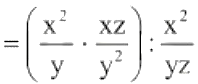 = (x²/y · xz/y²) : x²/yz